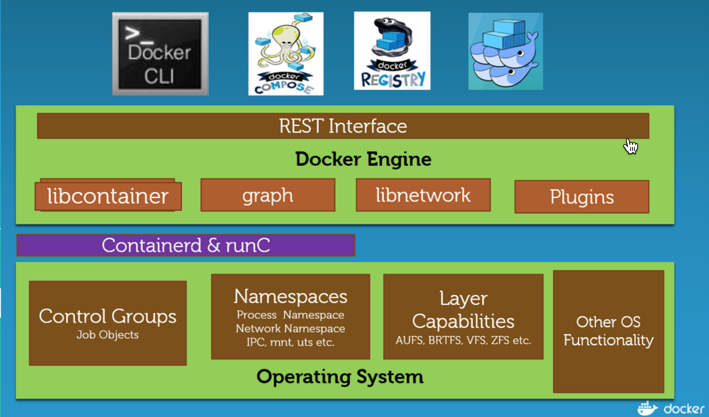 >_
Docker
CLI
docker
COMPOSE
docker
REGISTRY
REST Interface
Docker Engine
libcontainer
graph
libnetwork
Plugins
Containerd & runC
Control Groups
Job Objects
Namespaces
Process Namespace
Network Namespace
IPC, mnt, uts etc.
Layer
Capabilities
AUFS, BRTFS, VFS, ZFS etc.
Other OS
Functionality
Operating System
docker